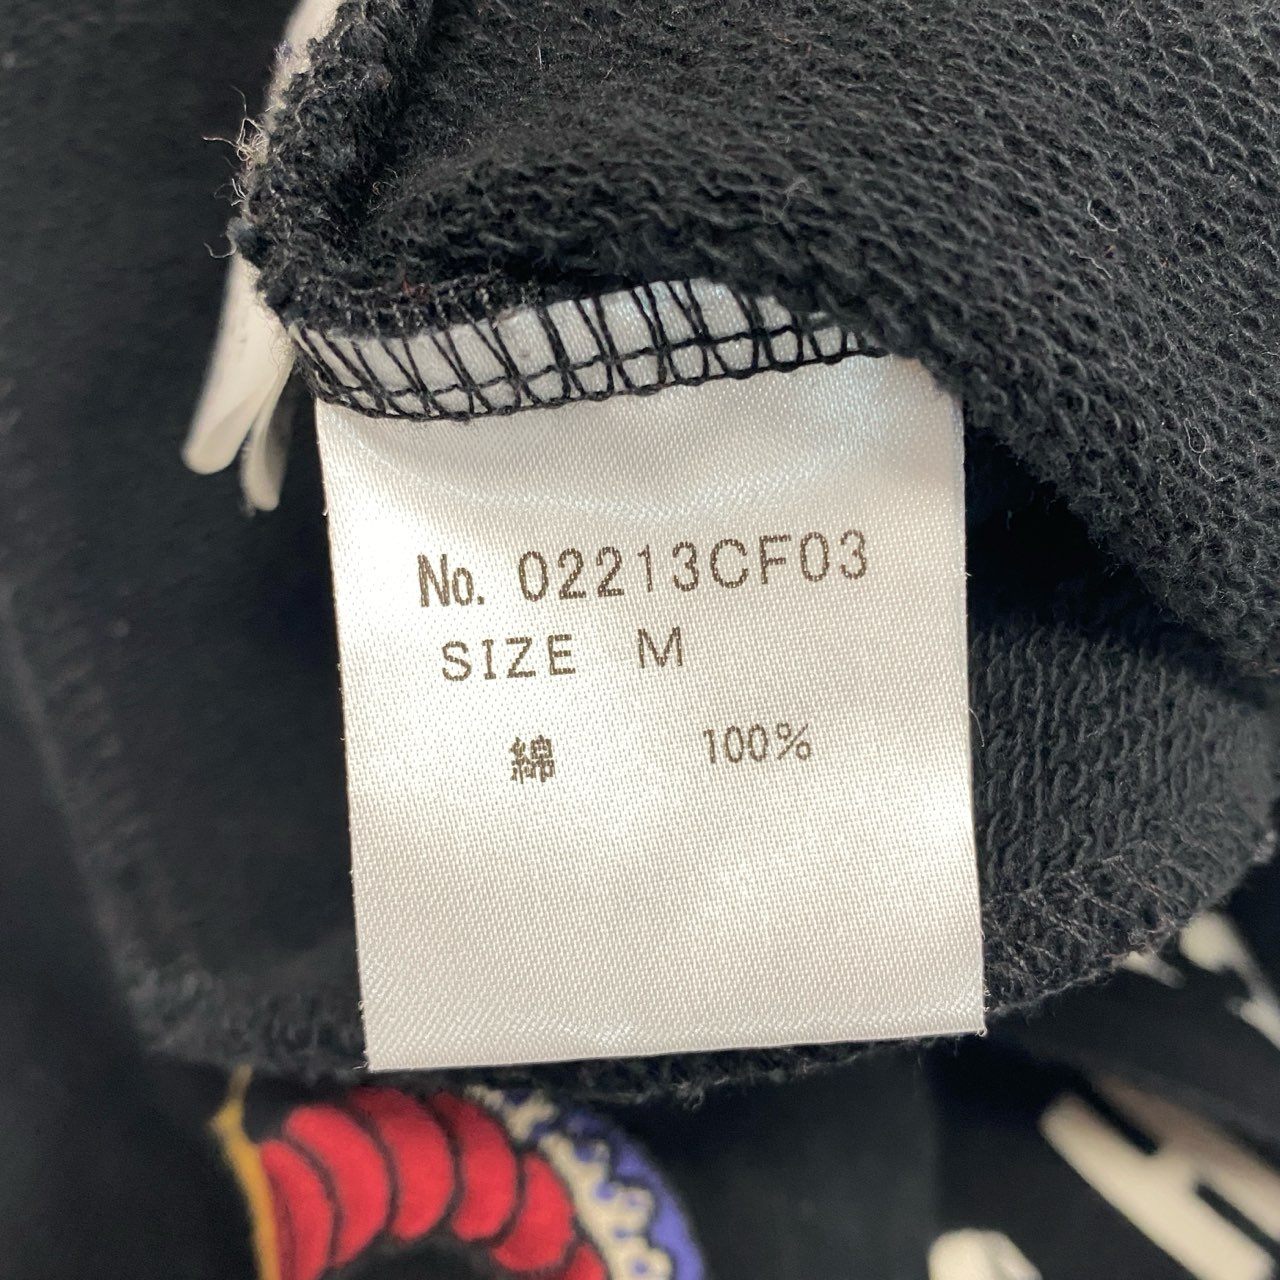 No. 02213CF03
SIZE M
綿 100%